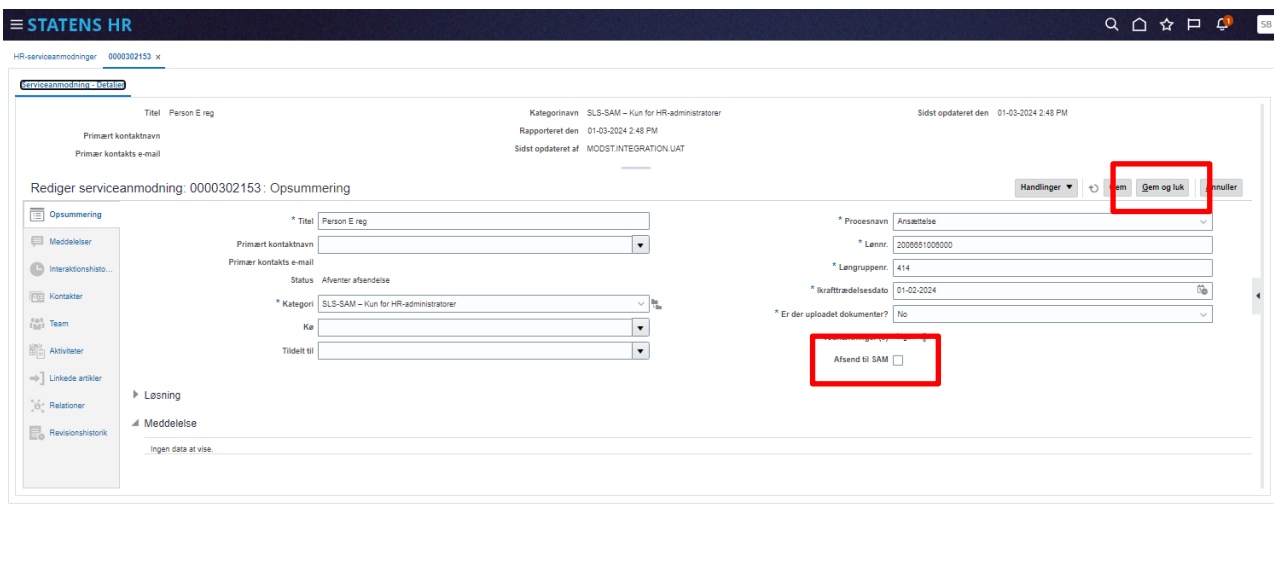 STATENS HR
1
SB
HR-serviceanmodninger 0000302153 ×
Serviceanmodning - Detaljer
Titel Person E reg
Kategorinavn SLS-SAM – Kun for HR-administratorer
Sidst opdateret den 01-03-2024 2:48 PM
Primært kontaktnavn
Rapporteret den 01-03-2024 2:48 PM
Primær kontakts e-mail
Sidst opdateret af MODST.INTEGRATION.UAT
Rediger serviceanmodning: 0000302153 : Opsummering
Handlinger
Gem og luk
Opsummering
Meddelelser
Interaktionshisto...
Kontakter
Team
Aktiviteter
Linkede artikler
Relationer
Revisionshistorik
* Titel Person E reg
Primært kontaktnavn
Primær kontakts e-mail
Status Afventer afsendelse
* Kategori SLS-SAM – Kun for HR-administratorer
Kø
Tildelt til
* Procesnavn Ansættelse
* Lønnr. 2006651006000
* Løngruppenr. 414
* Ikrafttrædelsesdato 01-02-2024
* Er der uploadet dokumenter? No
Afsend til SAM
Løsning
Meddelelse
Ingen data at vise.